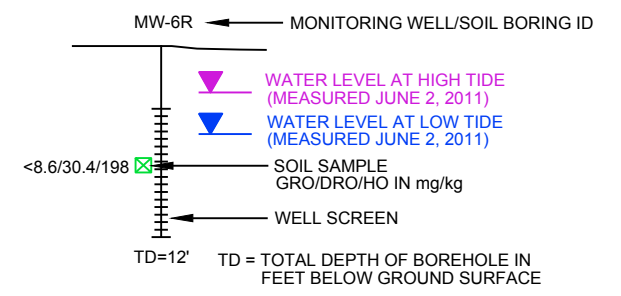 MW-6R MONITORING WELL/SOIL BORING ID
WATER LEVEL AT HIGH TIDE
(MEASURED JUNE 2, 2011)
WATER LEVEL AT LOW TIDE
(MEASURED JUNE 2, 2011)
<8.6/30.4/198 SOIL SAMPLE
GRO/DRO/HO IN mg/kg
WELL SCREEN
TD=12' TD = TOTAL DEPTH OF BOREHOLE IN
FEET BELOW GROUND SURFACE